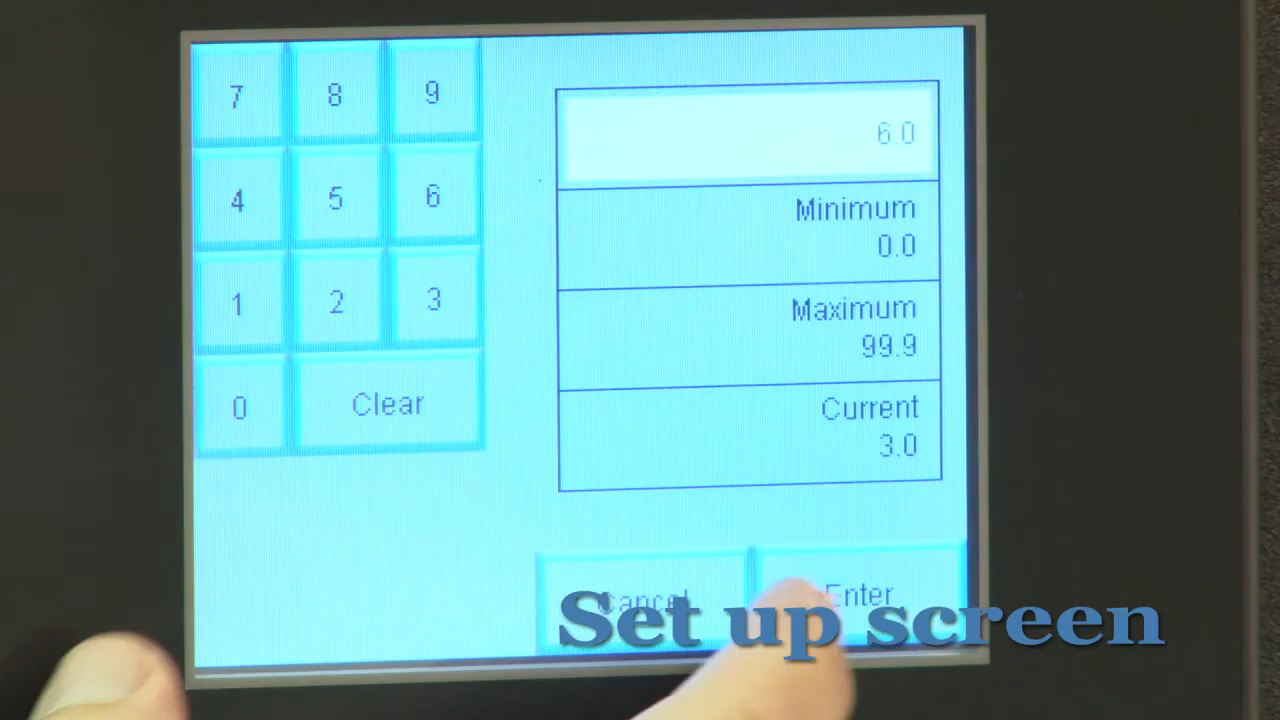 7 8 9
4 5 6
1 2 3
0 Clear
6.0
Minimum
0.0
Maximum
99.9
Current
3.0
Cancel Enter
Set up screen